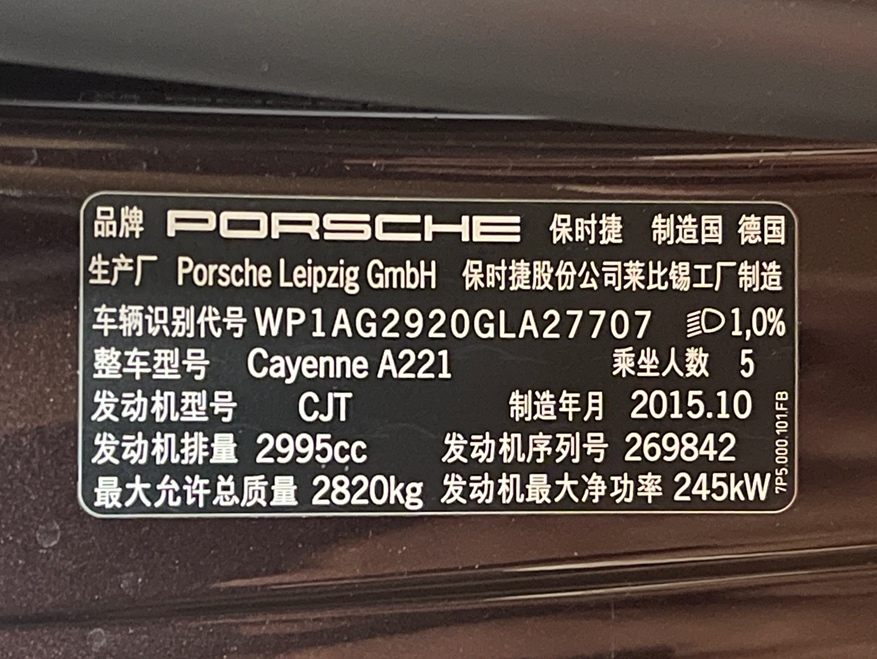 品牌 PORSCHE 保时捷 制造国 德国
生产厂 Porsche Leipzig GmbH 保时捷股份公司莱比锡工厂制造
车辆识别代号 WP1AG2920GLA27707 1,0%
整车型号 Cayenne A221 乘坐人数 5
发动机型号 CJT 制造年月 2015.10
发动机排量 2995cc 发动机序列号 269842
最大允许总质量 2820kg 发动机最大净功率 245kW
7P5.000.101.FB